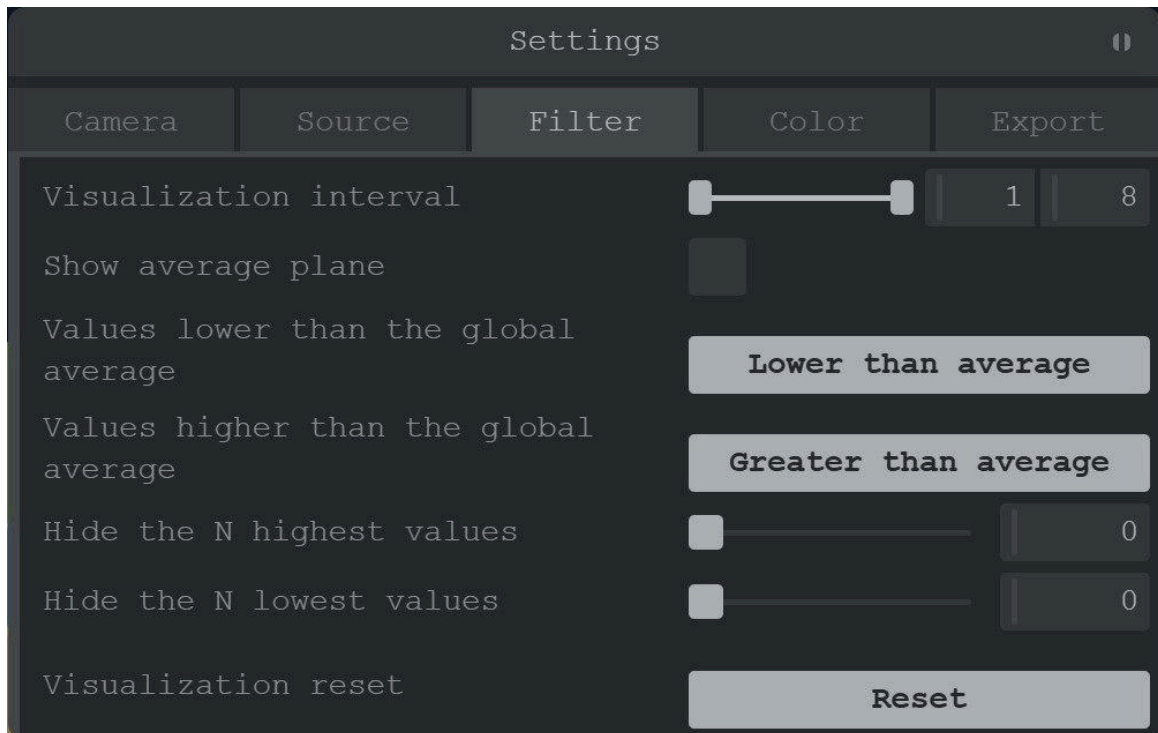 Settings
Camera Source Filter Color Export
Visualization interval 1 8
Show average plane
Values lower than the global
average
Lower than average
Values higher than the global
average
Greater than average
Hide the N highest values 0
Hide the N lowest values 0
Visualization reset Reset